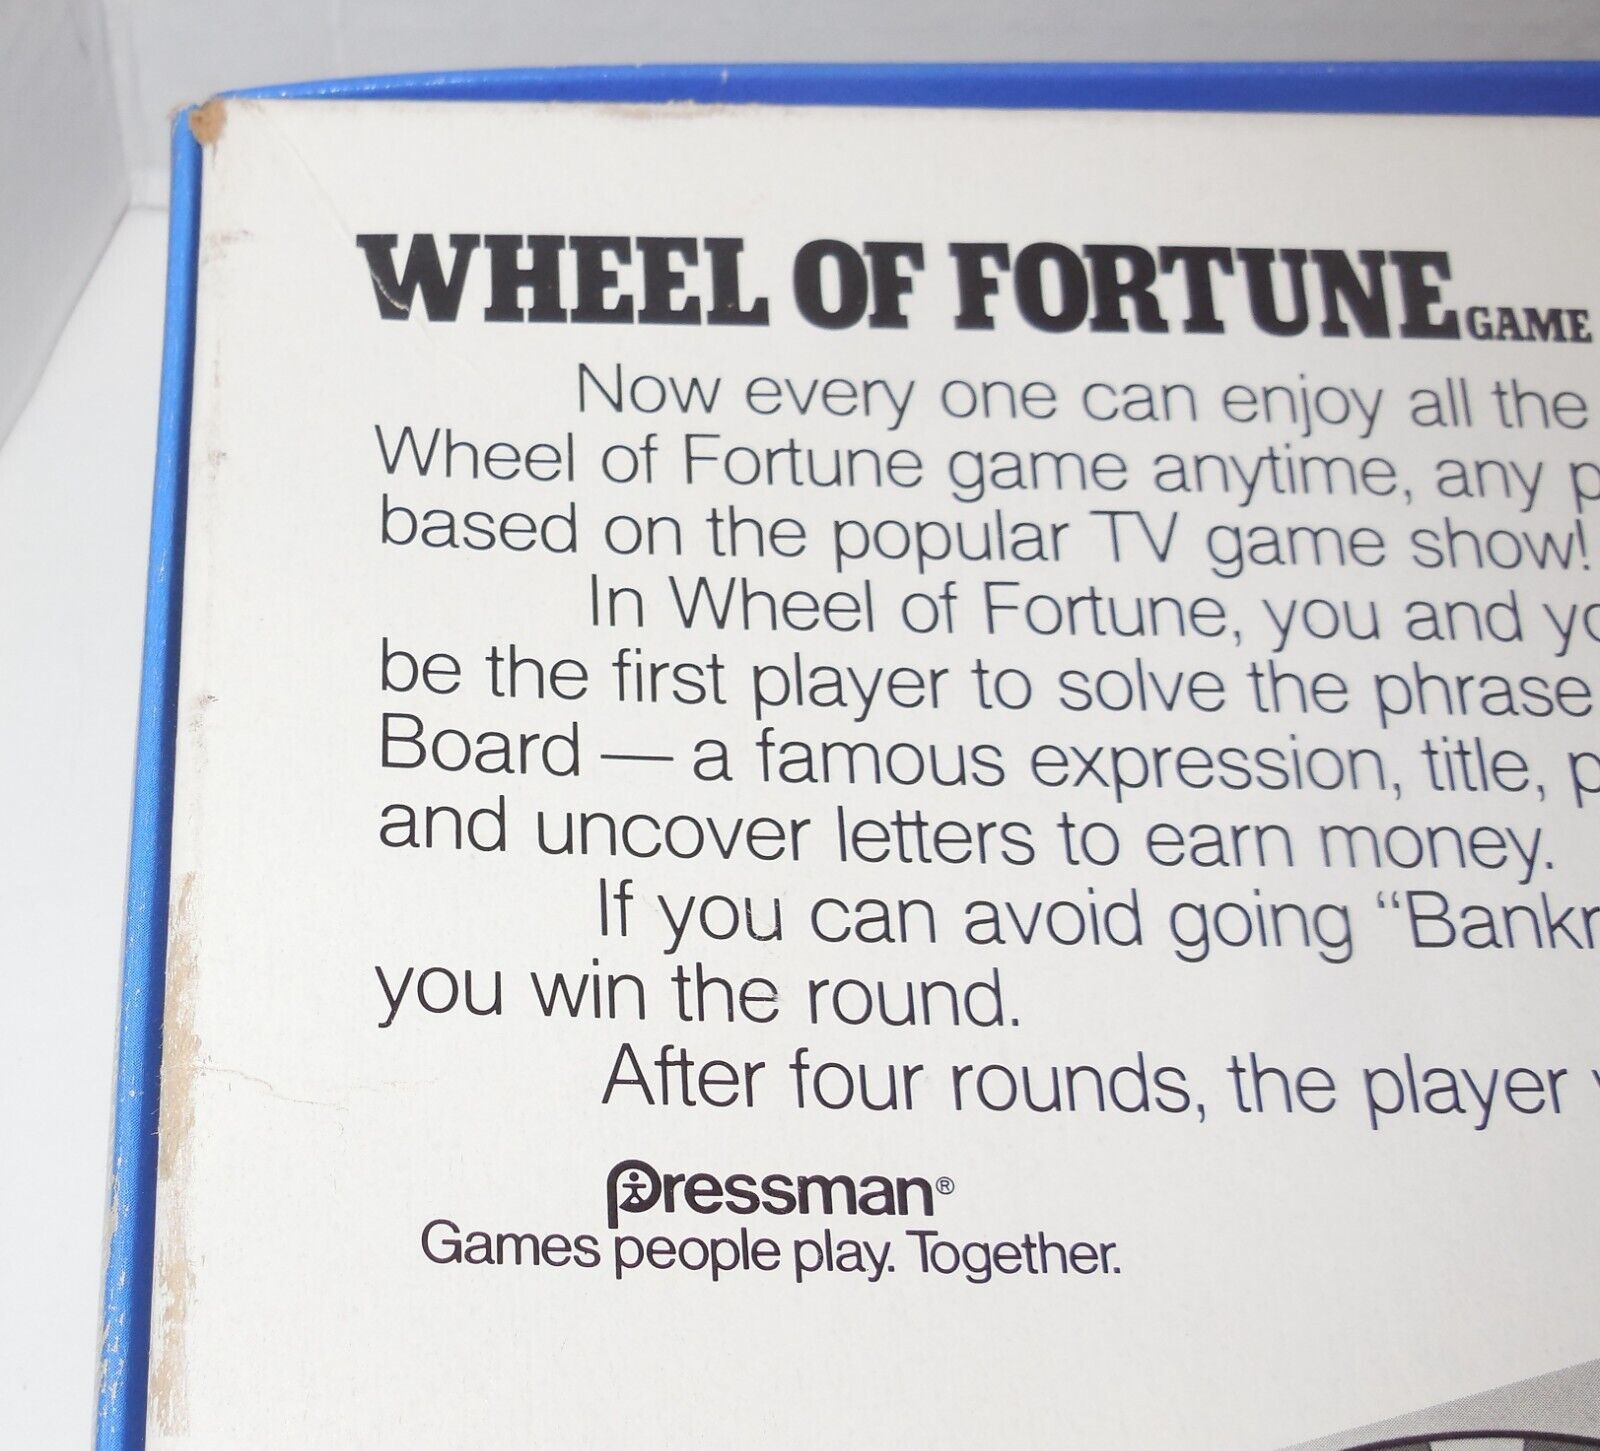 WHEEL OF FORTUNE GAME
Now every one can enjoy all the
Wheel of Fortune game anytime, any
based on the popular TV game show!
In Wheel of Fortune, you and
be the first player to solve the phrase
Board — a famous expression, title,
and uncover letters to earn money.
If you can avoid going
you win the round.
After four rounds, the player
pressman®
Games people play. Together.